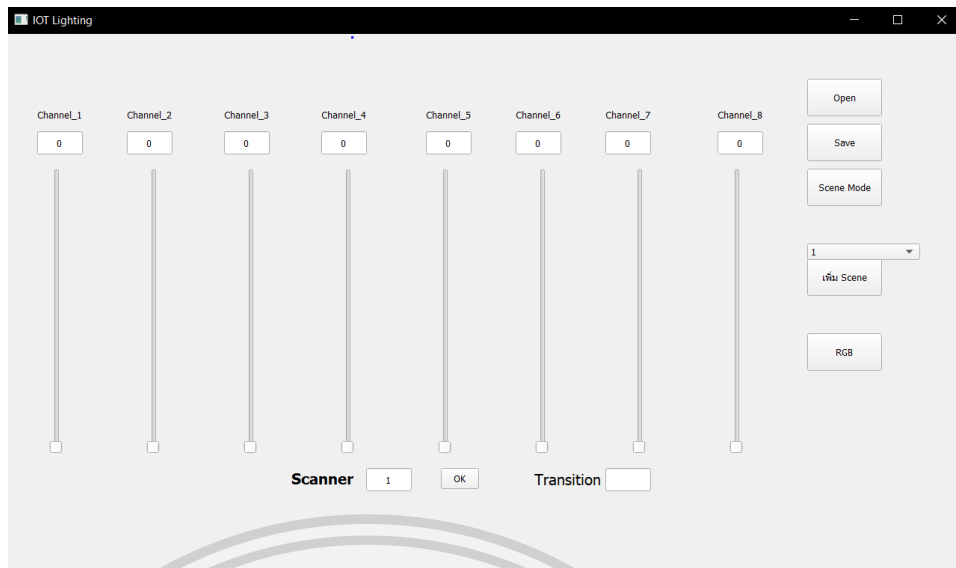 IOT Lighting
Channel_1 Channel_2 Channel_3 Channel_4 Channel_5 Channel_6 Channel_7 Channel_8
0 0 0 0 0 0 0 0
Open
Save
Scene Mode
1
เพิ่ม Scene
RGB
Scanner 1 OK Transition